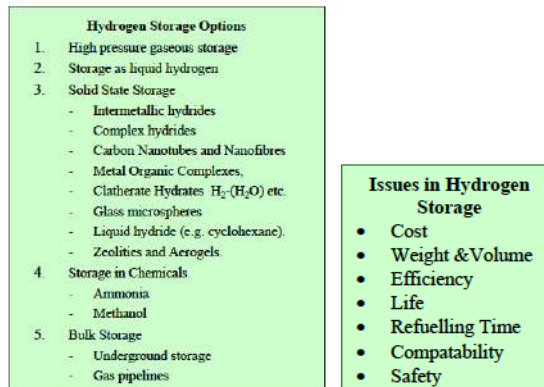 Hydrogen Storage Options
1. High pressure gaseous storage
2. Storage as liquid hydrogen
3. Solid State Storage
- Intermetallic hydrides
- Complex hydrides
- Carbon Nanotubes and Nanofibres
- Metal Organic Complexes,
- Clatherate Hydrates H₂-(H₂O) etc.
- Glass microspheres
- Liquid hydride (e.g. cyclohexane).
- Zeolities and Aerogels.
4. Storage in Chemicals
- Ammonia
- Methanol
5. Bulk Storage
- Underground storage
- Gas pipelines
Issues in Hydrogen
Storage
• Cost
• Weight &Volume
• Efficiency
• Life
• Refuelling Time
• Compatability
• Safety